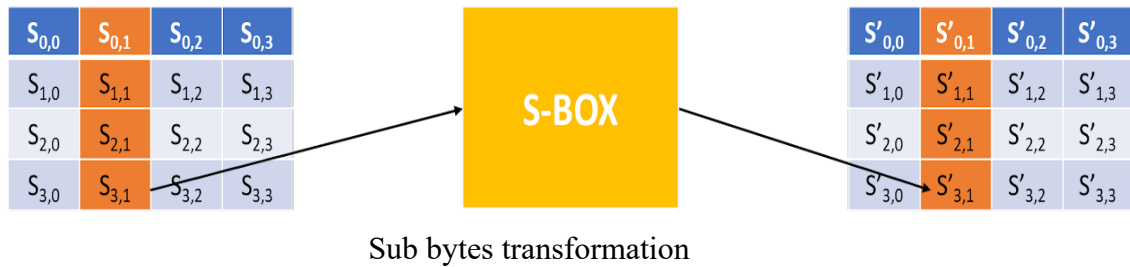 S0,0 S0,1 S0,2 S0,3
S1,0 S1,1 S1,2 S1,3
S2,0 S2,1 S2,2 S2,3
S3,0 S3,1 S3,2 S3,3
S-BOX
S’0,0 S’0,1 S’0,2 S’0,3
S’1,0 S’1,1 S’1,2 S’1,3
S’2,0 S’2,1 S’2,2 S’2,3
S’3,0 S’3,1 S’3,2 S’3,3
Sub bytes transformation